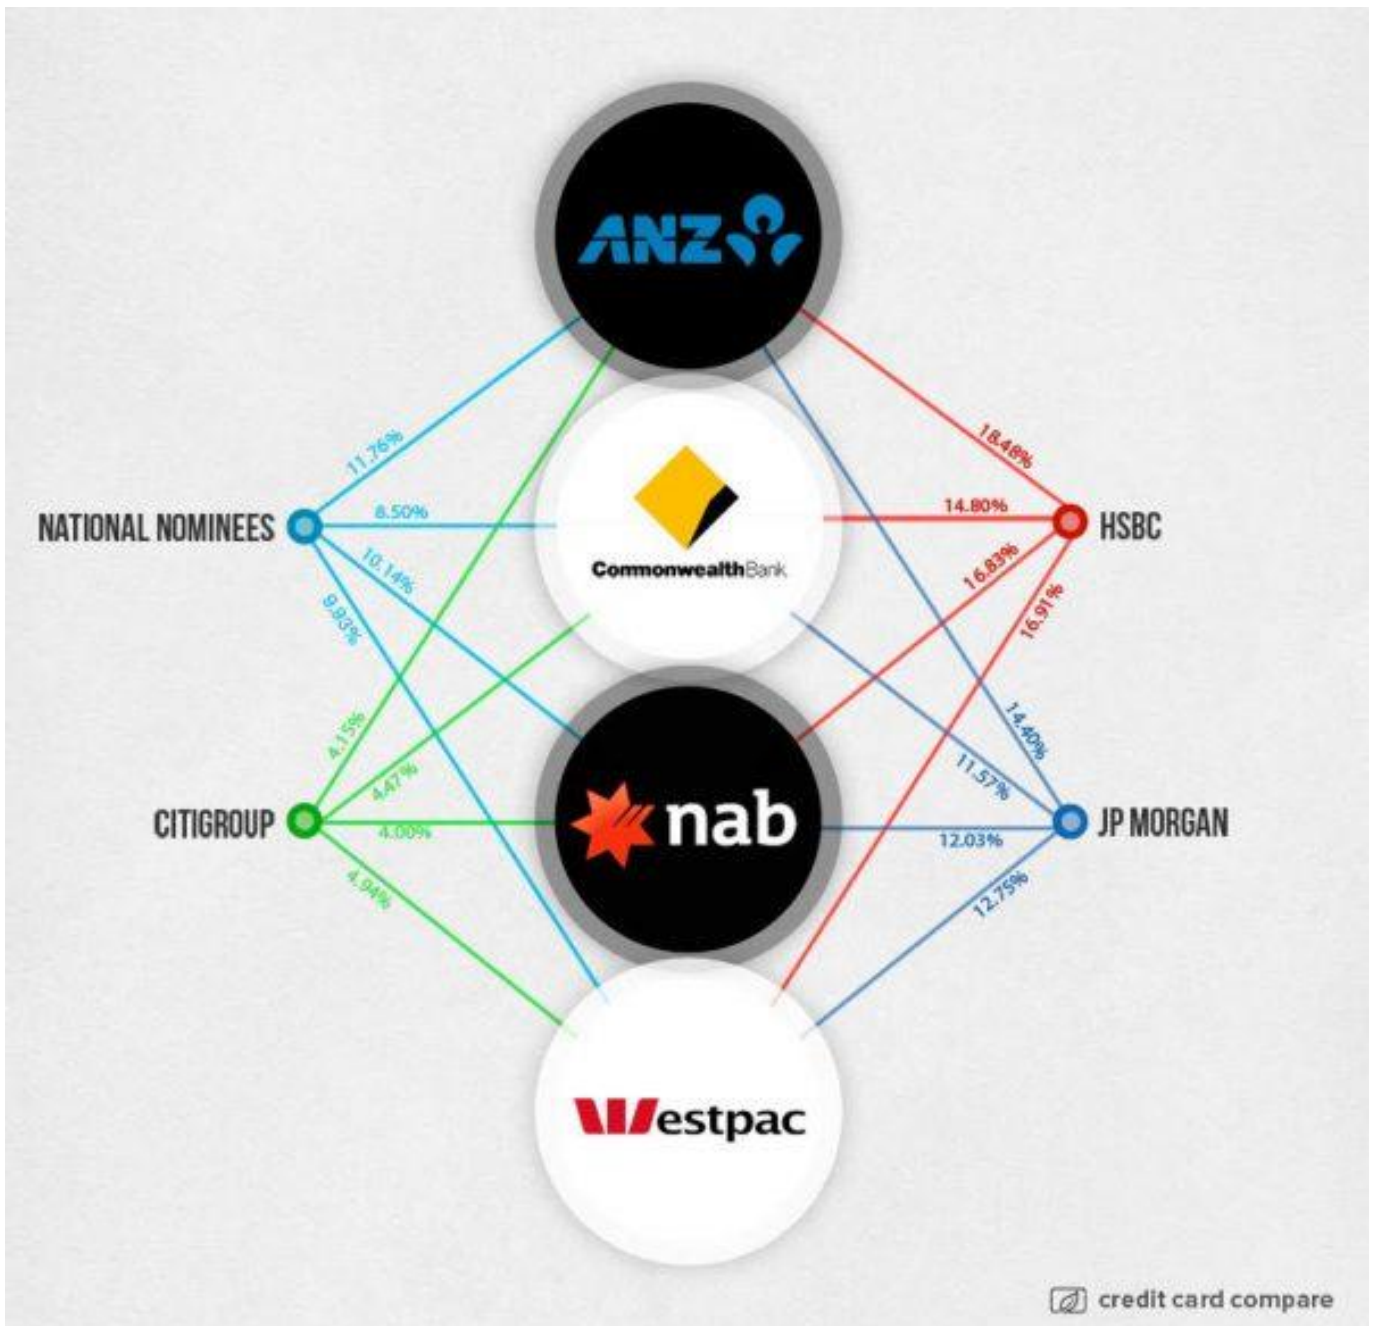 ANZ
11.76%
18.48%
NATIONAL NOMINEES
8.50%
14.80%
HSBC
CommonwealthBank
10.14%
16.83%
9.93%
16.91%
4.15%
14.40%
4.47%
11.57%
CITIGROUP
4.00%
nab
12.03%
JP MORGAN
4.94%
12.75%
Westpac
credit card compare